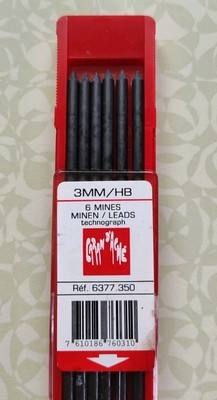 3MM/HB
6 MINES
MINEN / LEADS
technograph
CARAN D'ACHE
Réf. 6377.350
7 610186 760310